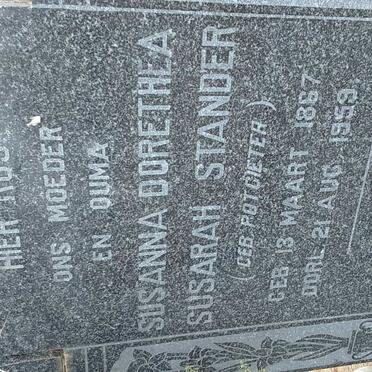 HIER RUS
ONS MOEDER
EN OUMA
SUSANNA DORETHEA
SUSARAH STANDER
(GEB POTGIETER)
GEB 13 MAART 1867
OORL 21 AUG 1959